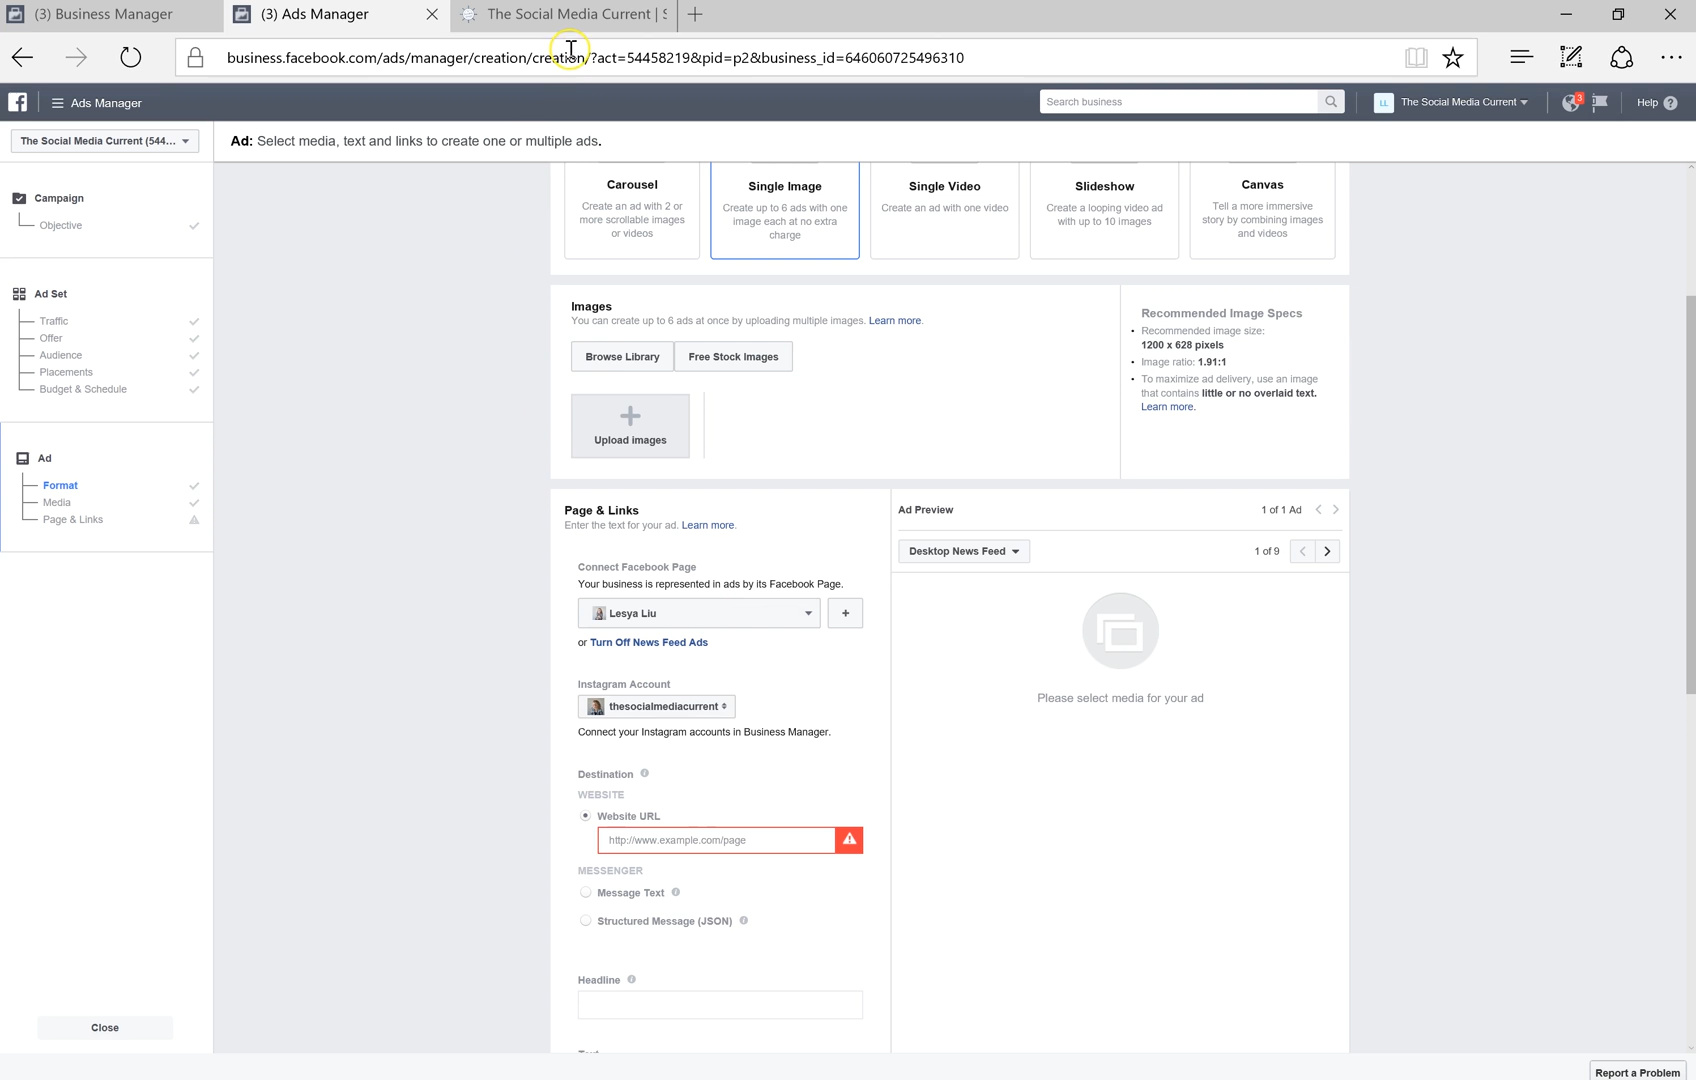 (3) Business Manager
(3) Ads Manager
The Social Media Current | S
business.facebook.com/ads/manager/creation/creation/?act=54458219&pid=p2&business_id=646060725496310
Ads Manager
Search business
LL
The Social Media Current
3
Help
The Social Media Current (544...
Ad: Select media, text and links to create one or multiple ads.
Campaign
Objective
Ad Set
Traffic
Offer
Audience
Placements
Budget & Schedule
Ad
Format
Media
Page & Links
Close
Carousel
Create an ad with 2 or
more scrollable images
or videos
Single Image
Create up to 6 ads with one
image each at no extra
charge
Single Video
Create an ad with one video
Slideshow
Create a looping video ad
with up to 10 images
Canvas
Tell a more immersive
story by combining images
and videos
Images
You can create up to 6 ads at once by uploading multiple images. Learn more.
Browse Library
Free Stock Images
Upload images
Recommended Image Specs
• Recommended image size:
1200 x 628 pixels
• Image ratio: 1.91:1
• To maximize ad delivery, use an image
that contains little or no overlaid text.
Learn more.
Page & Links
Enter the text for your ad. Learn more.
Connect Facebook Page
Your business is represented in ads by its Facebook Page.
Lesya Liu
+
or Turn Off News Feed Ads
Instagram Account
thesocialmediacurrent
Connect your Instagram accounts in Business Manager.
Destination
WEBSITE
Website URL
http://www.example.com/page
MESSENGER
Message Text
Structured Message (JSON)
Headline
Ad Preview
1 of 1 Ad
Desktop News Feed
1 of 9
Please select media for your ad
Report a Problem